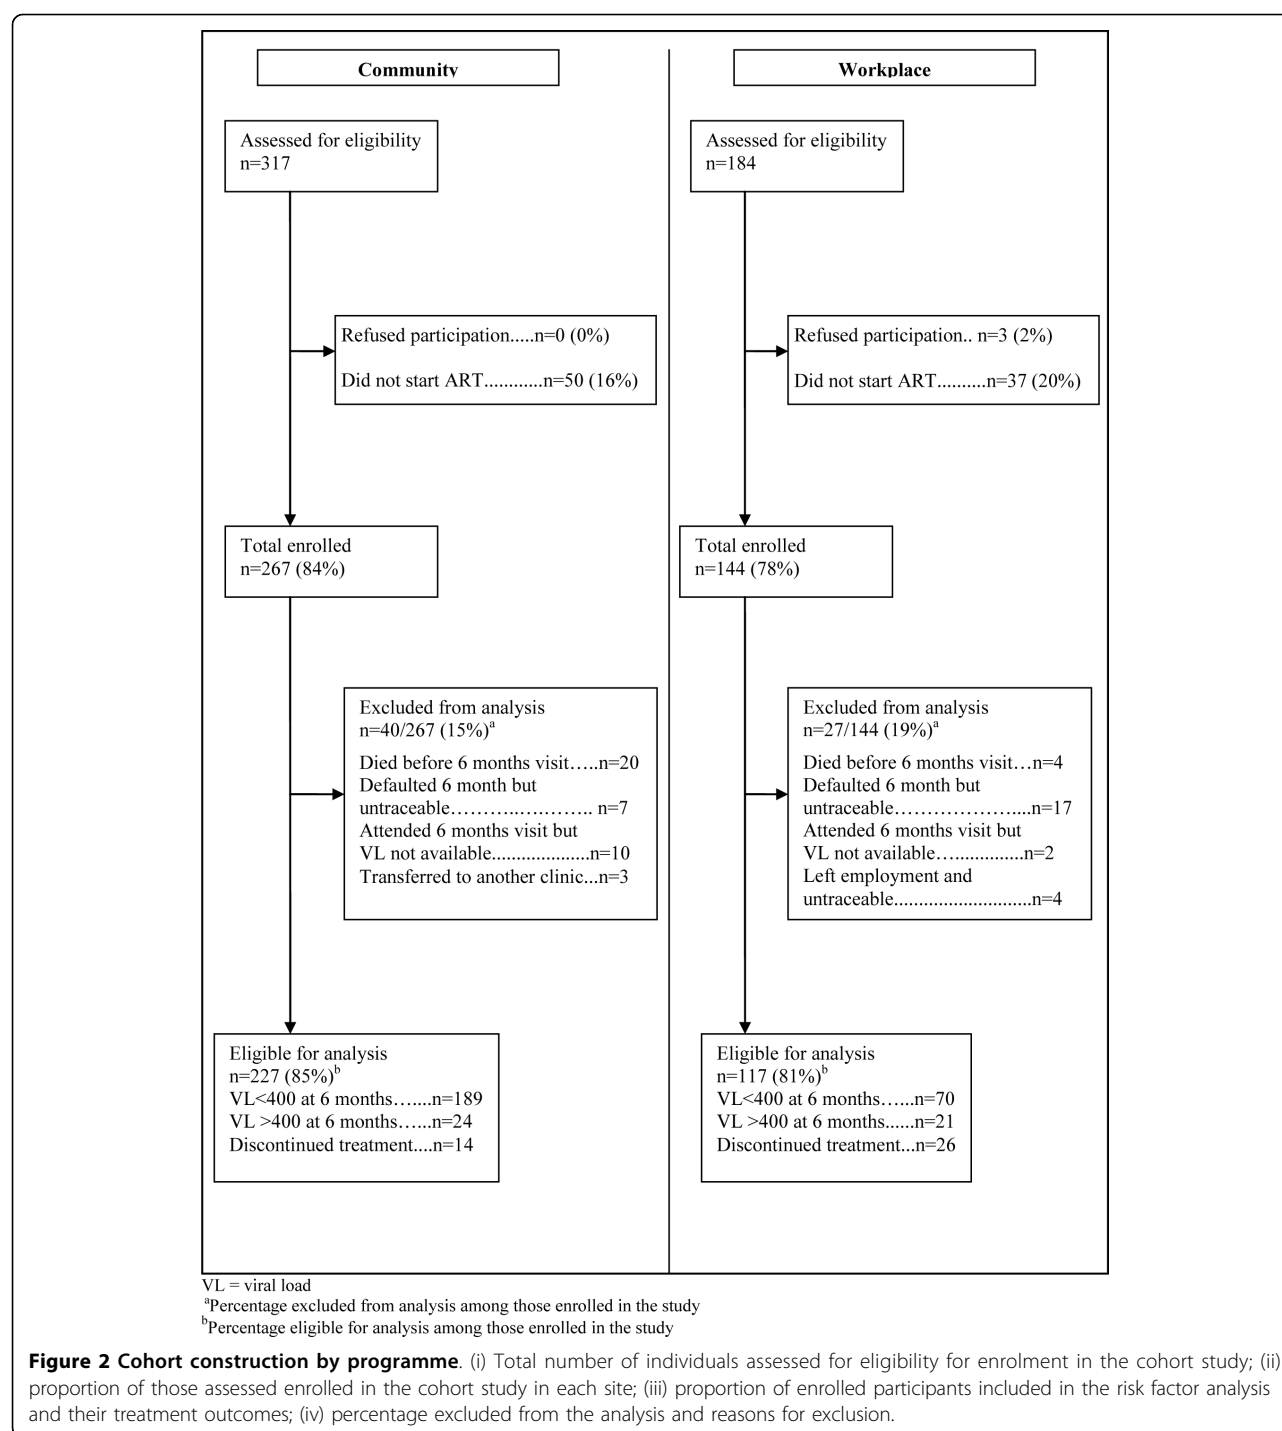 Community
Assessed for eligibility
n=317
Refused participation.....n=0 (0%)
Did not start ART............n=50 (16%)
Total enrolled
n=267 (84%)
Excluded from analysis
n=40/267 (15%)a
Died before 6 months visit…..n=20
Defaulted 6 month but
untraceable………..….…….. n=7
Attended 6 months visit but
VL not available....................n=10
Transferred to another clinic...n=3
Eligible for analysis
n=227 (85%)b
VL<400 at 6 months…....n=189
VL >400 at 6 months…...n=24
Discontinued treatment....n=14
Workplace
Assessed for eligibility
n=184
Refused participation.. n=3 (2%)
Did not start ART..........n=37 (20%)
Total enrolled
n=144 (78%)
Excluded from analysis
n=27/144 (19%)a
Died before 6 months visit…n=4
Defaulted 6 month but
untraceable………………....n=17
Attended 6 months visit but
VL not available…..............n=2
Left employment and
untraceable............................n=4
Eligible for analysis
n=117 (81%)b
VL<400 at 6 months…...n=70
VL >400 at 6 months......n=21
Discontinued treatment...n=26
VL = viral load
aPercentage excluded from analysis among those enrolled in the study
bPercentage eligible for analysis among those enrolled in the study
Figure 2 Cohort construction by programme. (i) Total number of individuals assessed for eligibility for enrolment in the cohort study; (ii)
proportion of those assessed enrolled in the cohort study in each site; (iii) proportion of enrolled participants included in the risk factor analysis
and their treatment outcomes; (iv) percentage excluded from the analysis and reasons for exclusion.